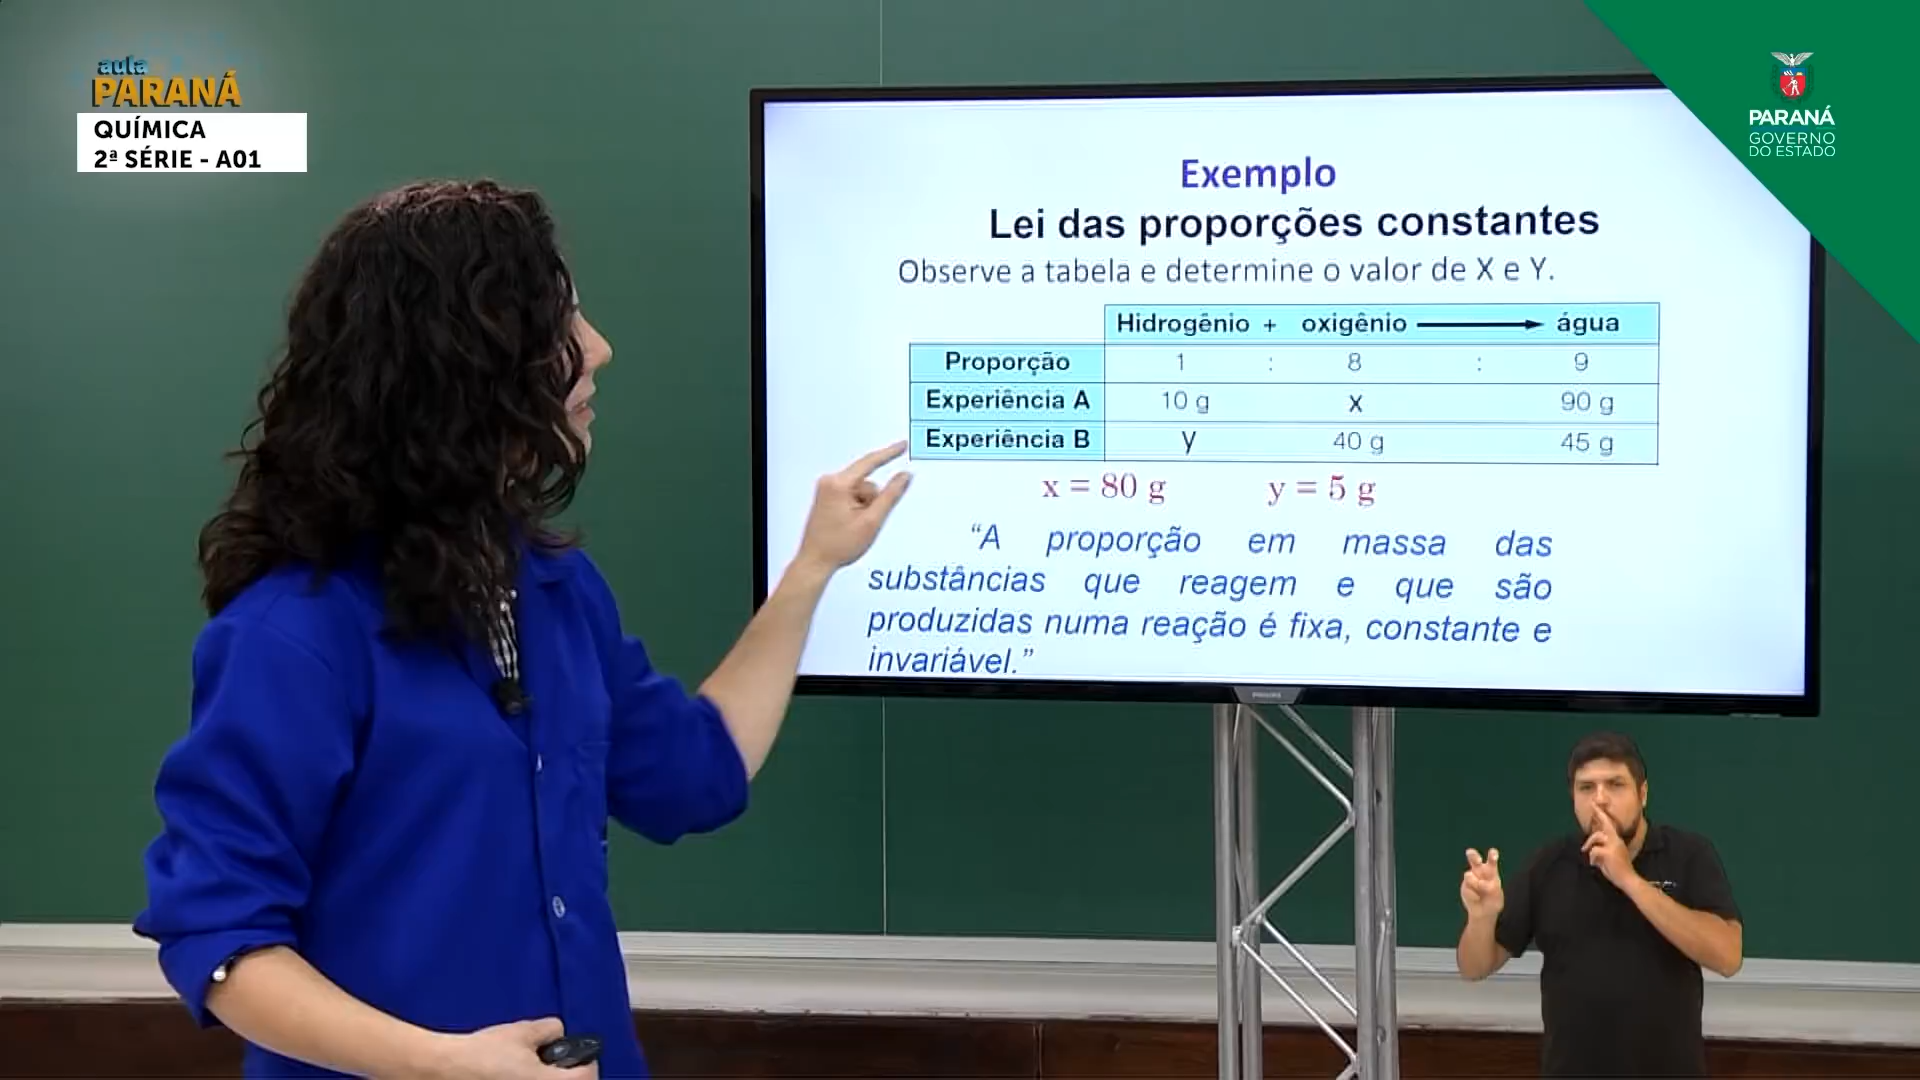 aula
PARANÁ
QUÍMICA
2ª SÉRIE - A01
PARANÁ
GOVERNO
DO ESTADO
Exemplo
Lei das proporções constantes
Observe a tabela e determine o valor de X e Y.
Hidrogênio + oxigênio água
Proporção 1 : 8 : 9
Experiência A 10 g x 90 g
Experiência B y 40 g 45 g
x = 80 g y = 5 g
“A proporção em massa das
substâncias que reagem e que são
produzidas numa reação é fixa, constante e
invariável.”
PHILIPS